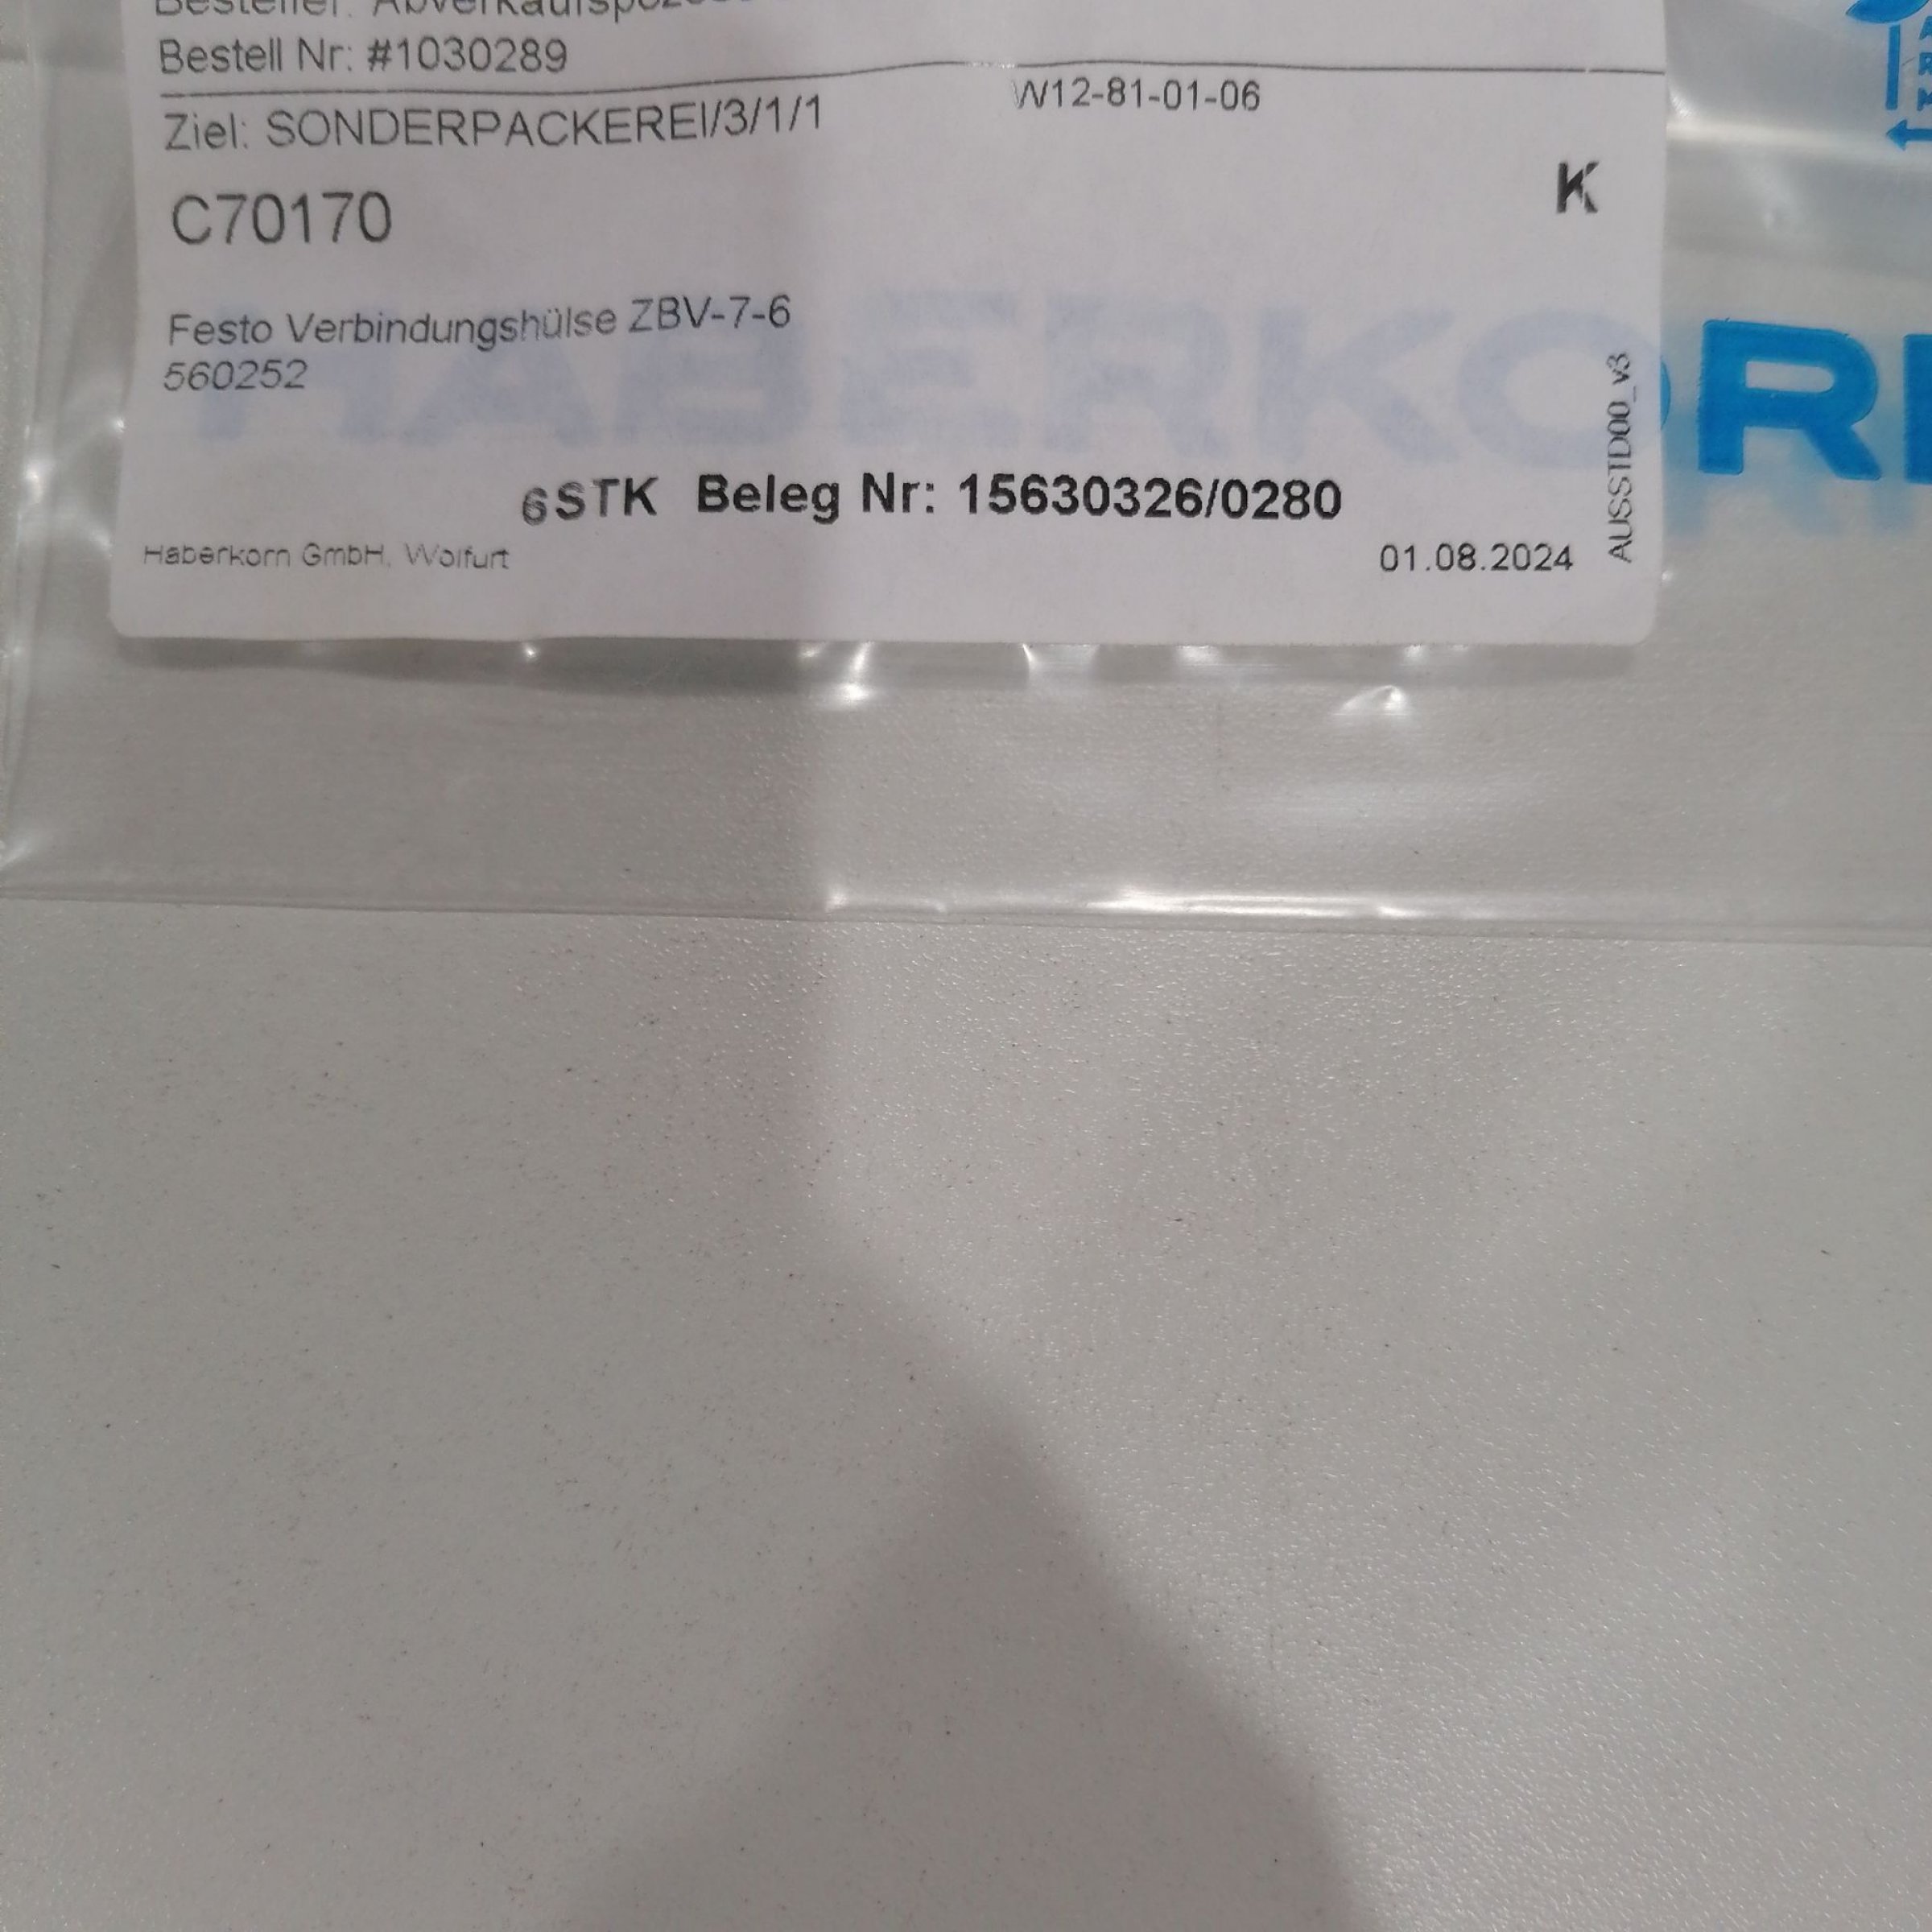 Bestell Nr: #1030289
W12-81-01-06
Ziel: SONDERPACKEREI/3/1/1
K
C70170
Festo Verbindungshülse ZBV-7-6
560252
HABERKOR
AUSSTD00_v3
6STK Beleg Nr: 15630326/0280
Haberkorn GmbH, Wolfurt
01.08.2024